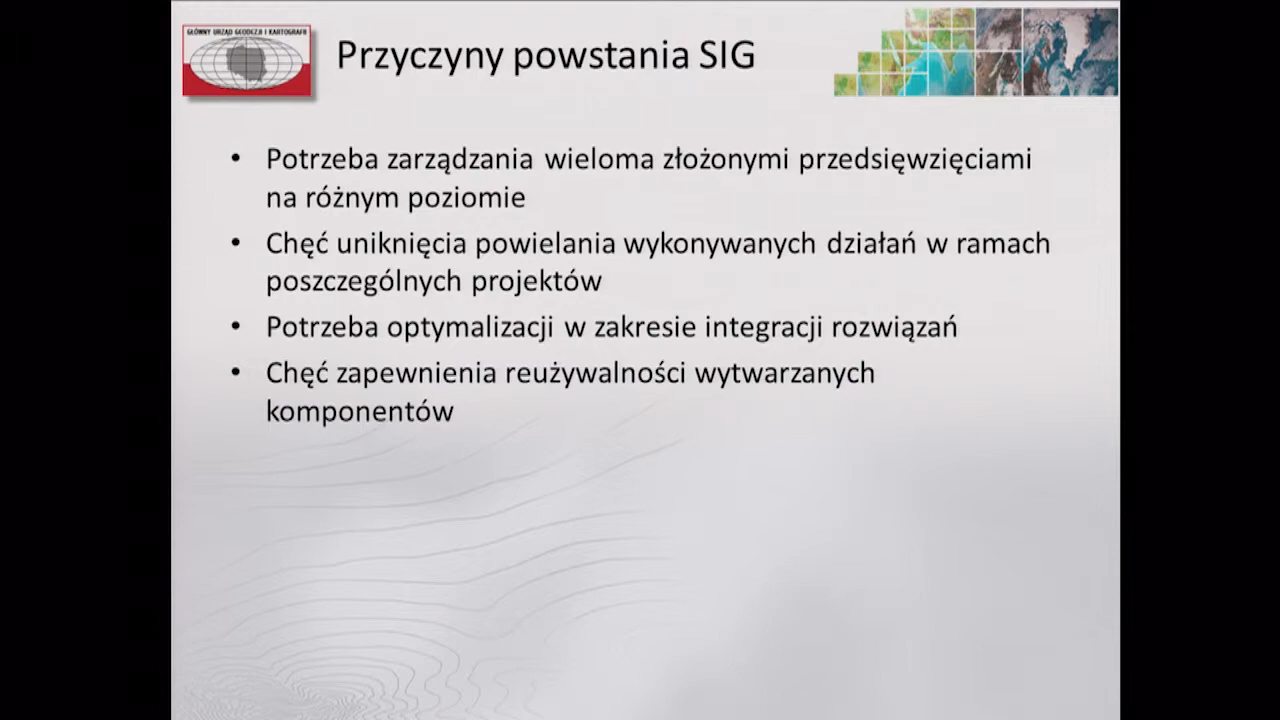 GŁÓWNY URZĄD GEODEZJI I KARTOGRAFII
Przyczyny powstania SIG
• Potrzeba zarządzania wieloma złożonymi przedsięwzięciami
na różnym poziomie
• Chęć uniknięcia powielania wykonywanych działań w ramach
poszczególnych projektów
• Potrzeba optymalizacji w zakresie integracji rozwiązań
• Chęć zapewnienia reużywalności wytwarzanych
komponentów